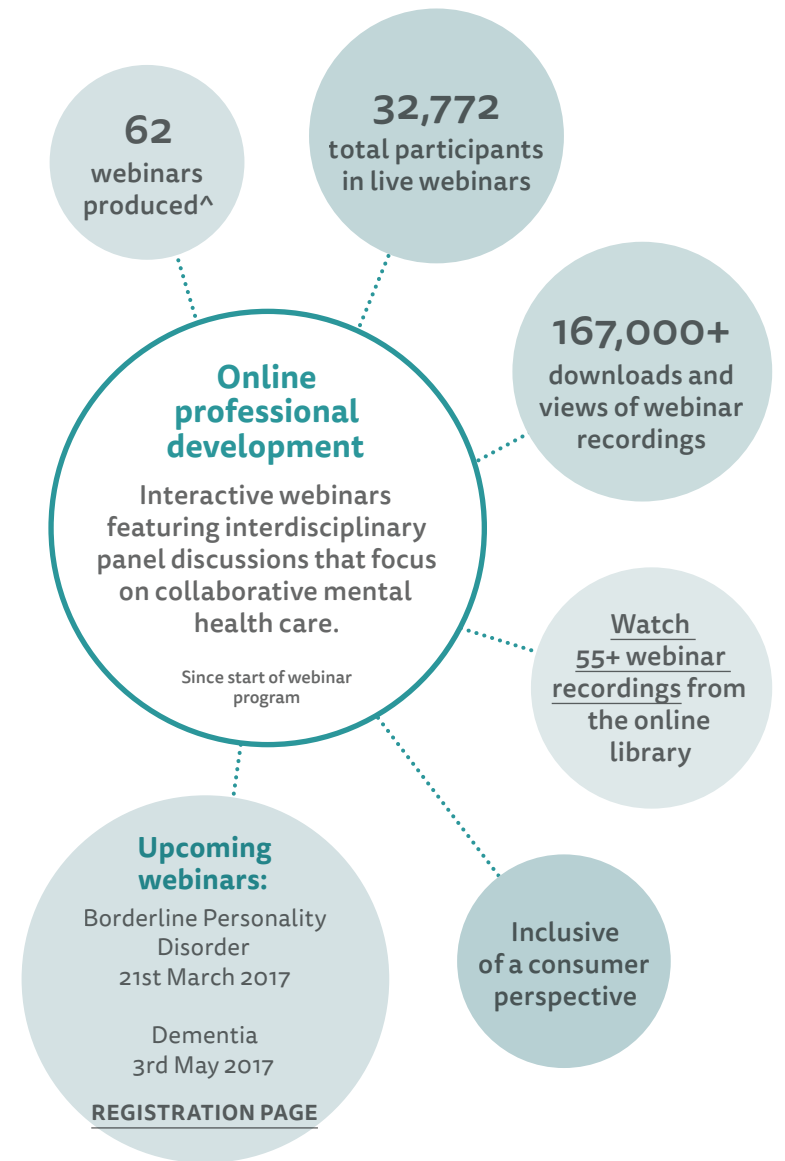 62
webinars
produced^
32,772
total participants
in live webinars
167,000+
downloads and
views of webinar
recordings
Online
professional
development
Interactive webinars
featuring interdisciplinary
panel discussions that focus
on collaborative mental
health care.
Since start of webinar
program
Watch
55+ webinar
recordings from
the online
library
Upcoming
webinars:
Borderline Personality
Disorder
21st March 2017
Dementia
3rd May 2017
REGISTRATION PAGE
Inclusive
of a consumer
perspective